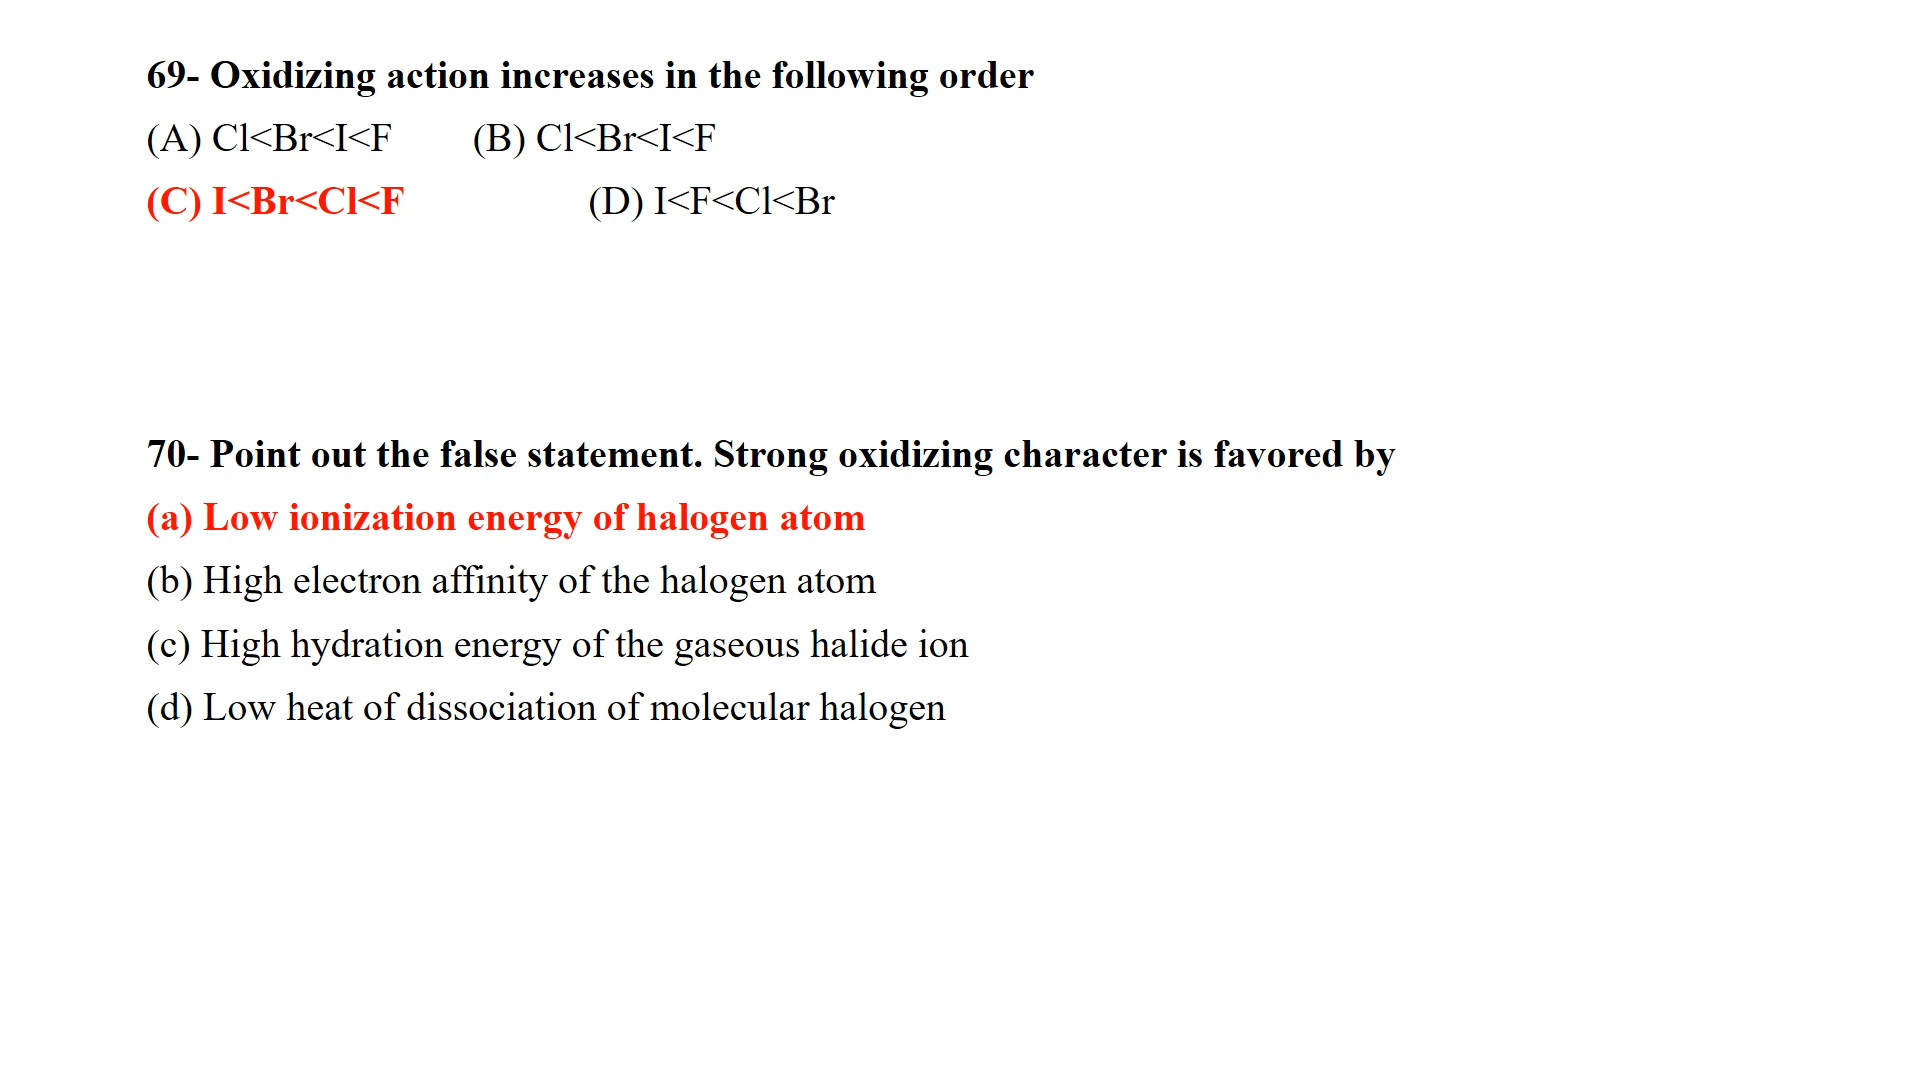 69- Oxidizing action increases in the following order
(A) Cl<Br<I<F (B) Cl<Br<I<F
(C) I<Br<Cl<F (D) I<F<Cl<Br
70- Point out the false statement. Strong oxidizing character is favored by
(a) Low ionization energy of halogen atom
(b) High electron affinity of the halogen atom
(c) High hydration energy of the gaseous halide ion
(d) Low heat of dissociation of molecular halogen